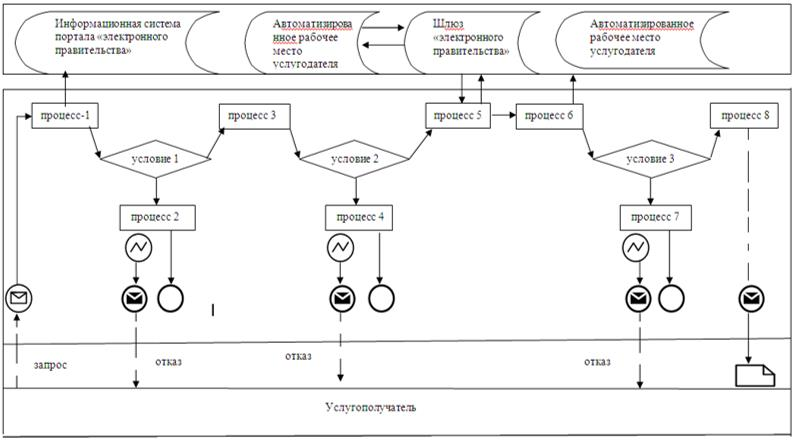 Информационная система
портала «электронного
правительства»
Автоматизирова
нное рабочее
место
услугодателя
Шлюз
«электронного
правительства»
Автоматизированное
рабочее место
услугодателя
процесс-1
процесс 3
процесс 5
процесс 6
процесс 8
условие 1
условие 2
условие 3
процесс 2
процесс 4
процесс 7
запрос
отказ
отказ
отказ
Услугополучатель